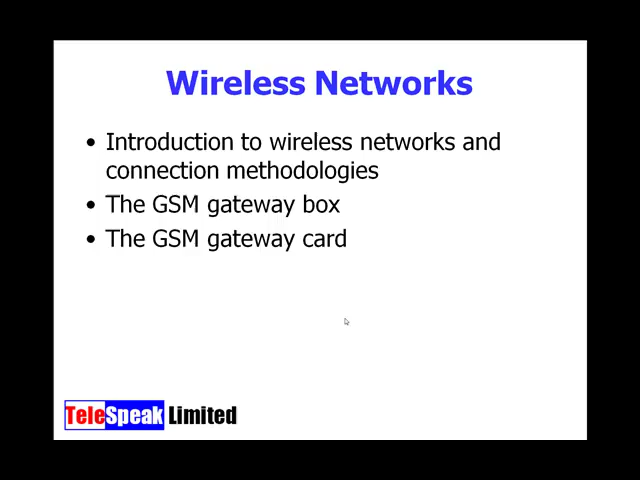 Wireless Networks
• Introduction to wireless networks and
connection methodologies
• The GSM gateway box
• The GSM gateway card
TeleSpeak Limited